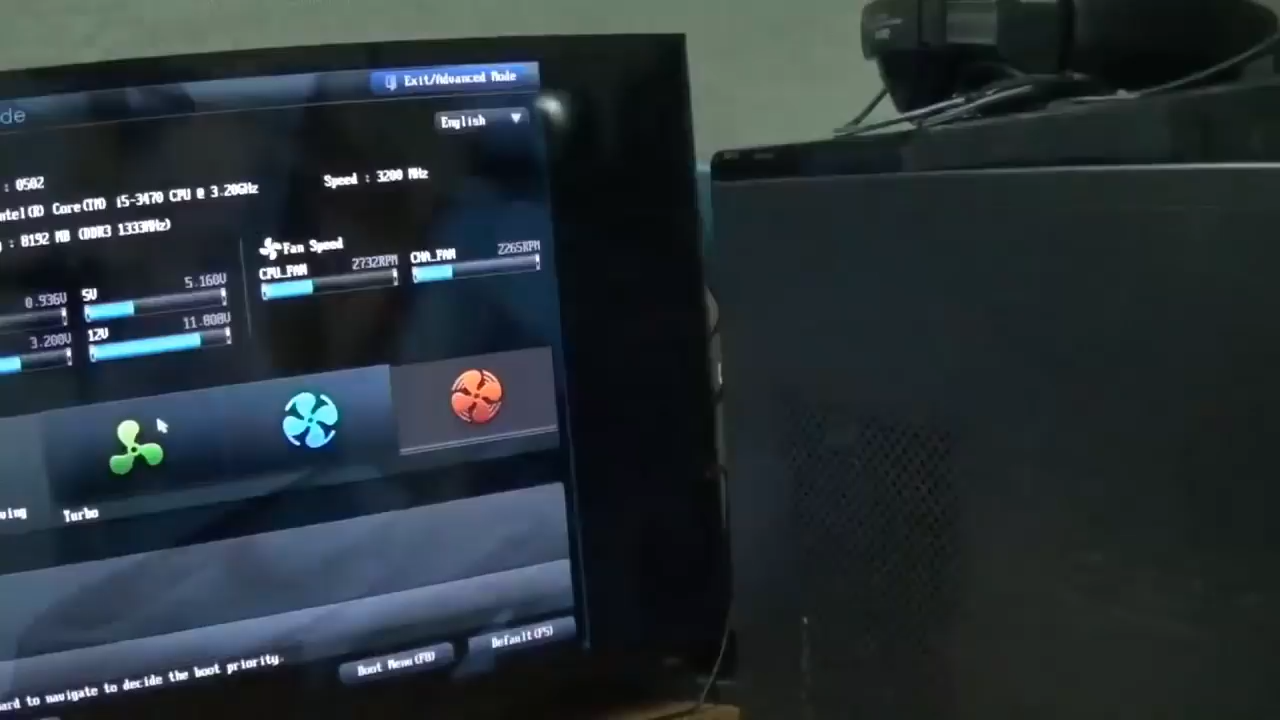 Exit/Advanced Mode
de
English
: 0502
ntel(R) Core(TM) i5-3470 CPU @ 3.20GHz
Speed : 3200 MHz
: 8192 MB (DDR3 1333MHz)
Fan Speed
CPU_FAN 2732RPM
CHA_FAN 2265RPM
0.936V
5V 5.160V
3.200V
12V 11.808V
ving
Turbo
ard to navigate to decide the boot priority.
Boot Menu(F8)
Default(F5)